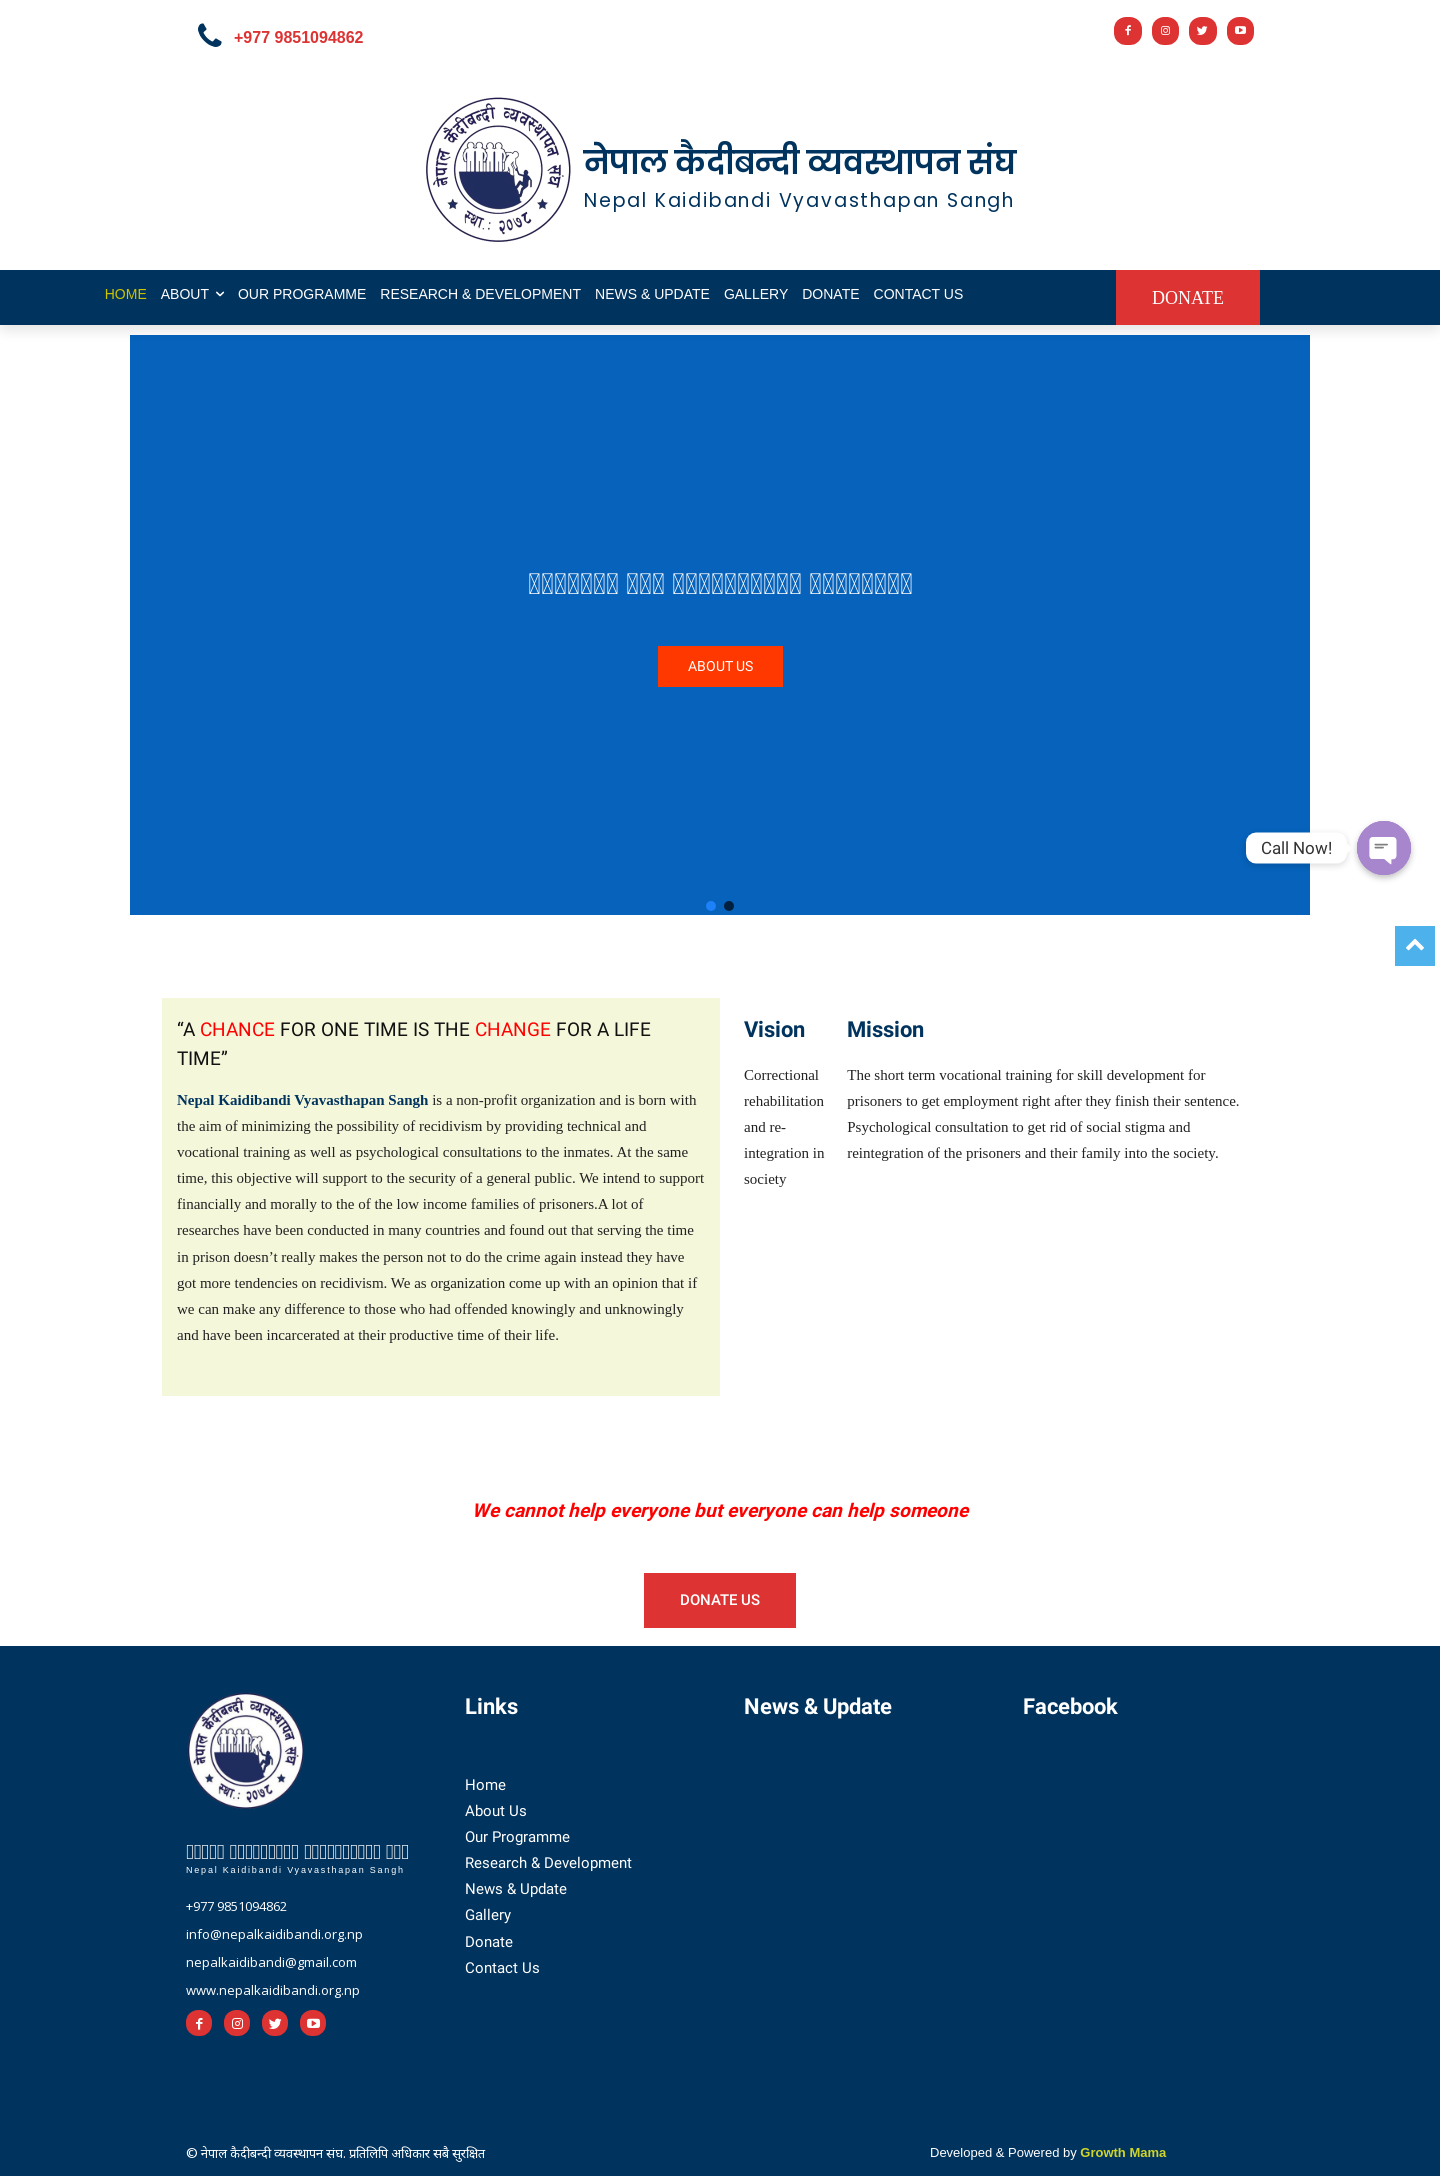 +977 9851094862
नेपाल कैदीबन्दी व्यवस्थापन संघ
स्था.: २०७८
नेपाल कैदीबन्दी व्यवस्थापन संघ
Nepal Kaidibandi Vyavasthapan Sangh
HOME ABOUT OUR PROGRAMME RESEARCH & DEVELOPMENT NEWS & UPDATE GALLERY DONATE CONTACT US
DONATE
ABOUT US
Call Now!
“A CHANCE FOR ONE TIME IS THE CHANGE FOR A LIFE
TIME”
Nepal Kaidibandi Vyavasthapan Sangh is a non-profit organization and is born with
the aim of minimizing the possibility of recidivism by providing technical and
vocational training as well as psychological consultations to the inmates. At the same
time, this objective will support to the security of a general public. We intend to support
financially and morally to the of the low income families of prisoners.A lot of
researches have been conducted in many countries and found out that serving the time
in prison doesn’t really makes the person not to do the crime again instead they have
got more tendencies on recidivism. We as organization come up with an opinion that if
we can make any difference to those who had offended knowingly and unknowingly
and have been incarcerated at their productive time of their life.
Vision
Correctional
rehabilitation
and re-
integration in
society
Mission
The short term vocational training for skill development for
prisoners to get employment right after they finish their sentence.
Psychological consultation to get rid of social stigma and
reintegration of the prisoners and their family into the society.
We cannot help everyone but everyone can help someone
DONATE US
नेपाल कैदीबन्दी व्यवस्थापन संघ
स्था.: २०७८
Nepal Kaidibandi Vyavasthapan Sangh
+977 9851094862
info@nepalkaidibandi.org.np
nepalkaidibandi@gmail.com
www.nepalkaidibandi.org.np
Links
Home
About Us
Our Programme
Research & Development
News & Update
Gallery
Donate
Contact Us
News & Update
Facebook
© नेपाल कैदीबन्दी व्यवस्थापन संघ. प्रतिलिपि अधिकार सबै सुरक्षित
Developed & Powered by Growth Mama